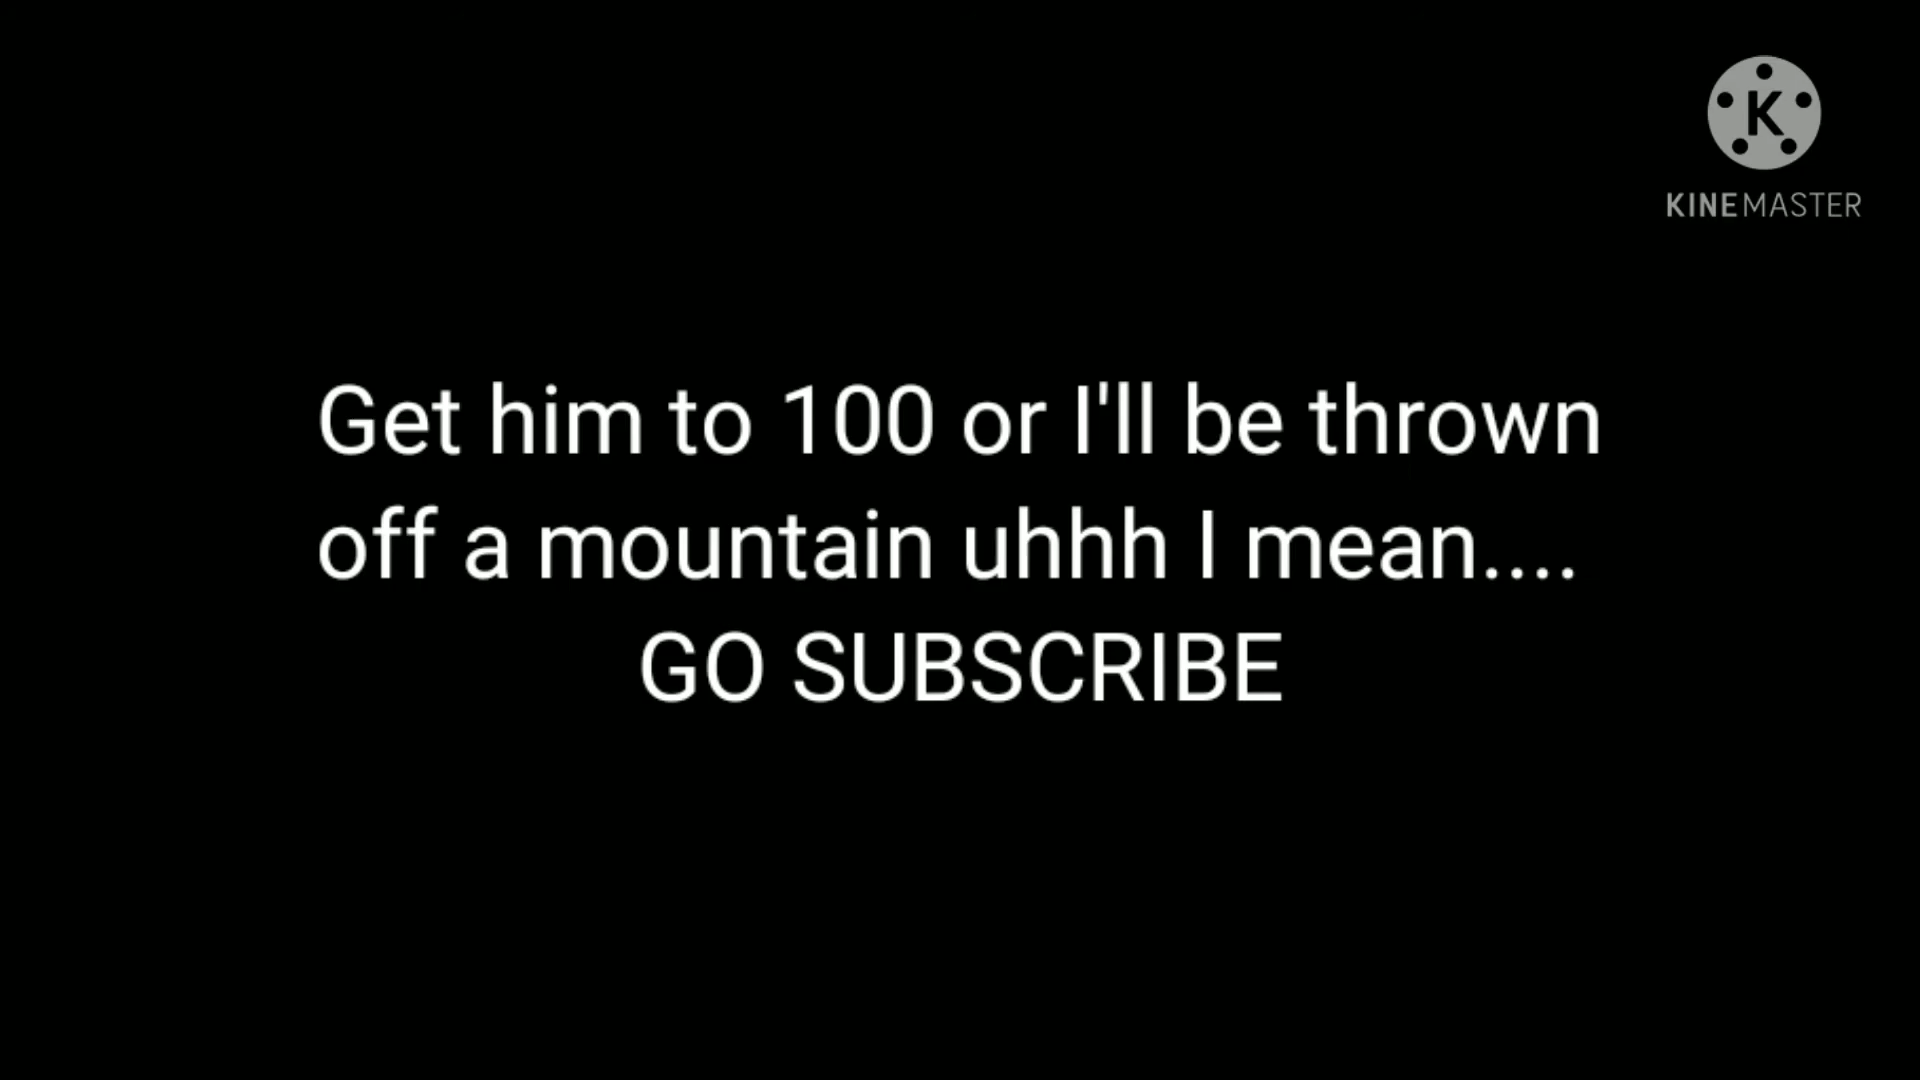 K
KINEMASTER
Get him to 100 or I'll be thrown
off a mountain uhhh I mean....
GO SUBSCRIBE